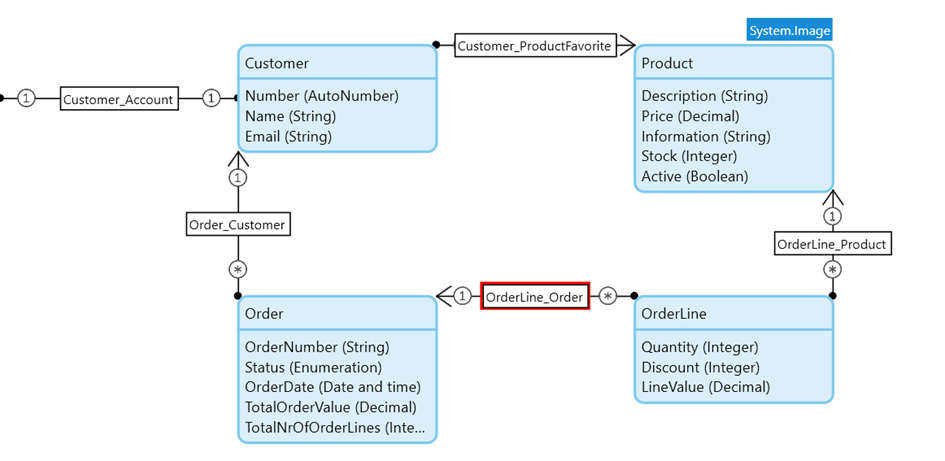 System.Image
Customer_ProductFavorite
Customer
Product
Number (AutoNumber)
Name (String)
Email (String)
1
Customer_Account
1
Description (String)
Price (Decimal)
Information (String)
Stock (Integer)
Active (Boolean)
1
Order_Customer
*
1
OrderLine_Product
*
1
OrderLine_Order
*
Order
OrderNumber (String)
Status (Enumeration)
OrderDate (Date and time)
TotalOrderValue (Decimal)
TotalNrOfOrderLines (Inte...
OrderLine
Quantity (Integer)
Discount (Integer)
LineValue (Decimal)